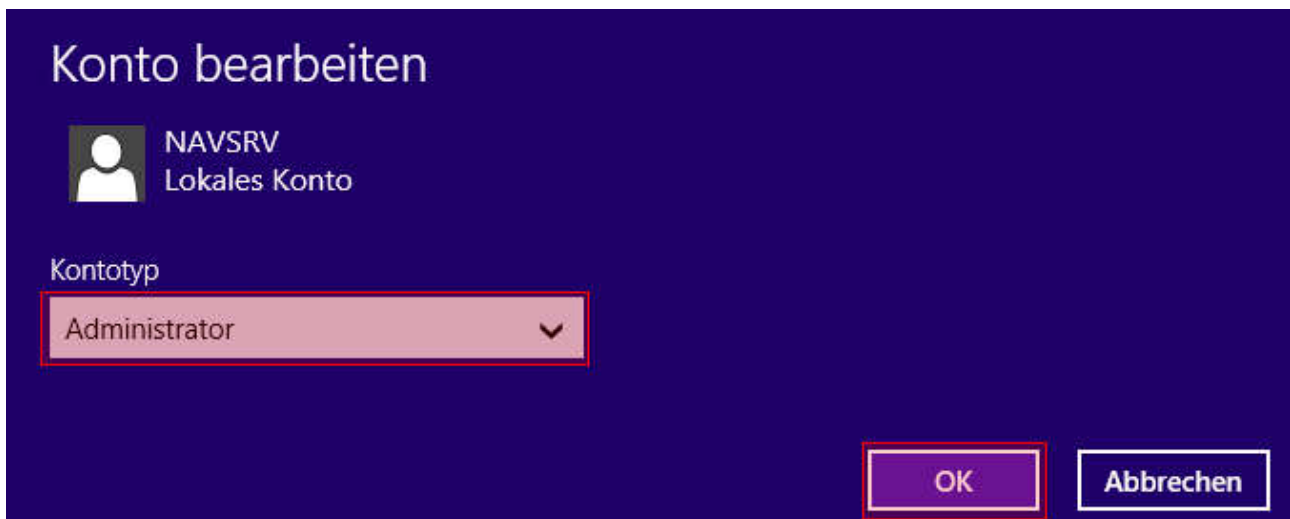 Konto bearbeiten
NAVSRV
Lokales Konto
Kontotyp
Administrator
OK
Abbrechen